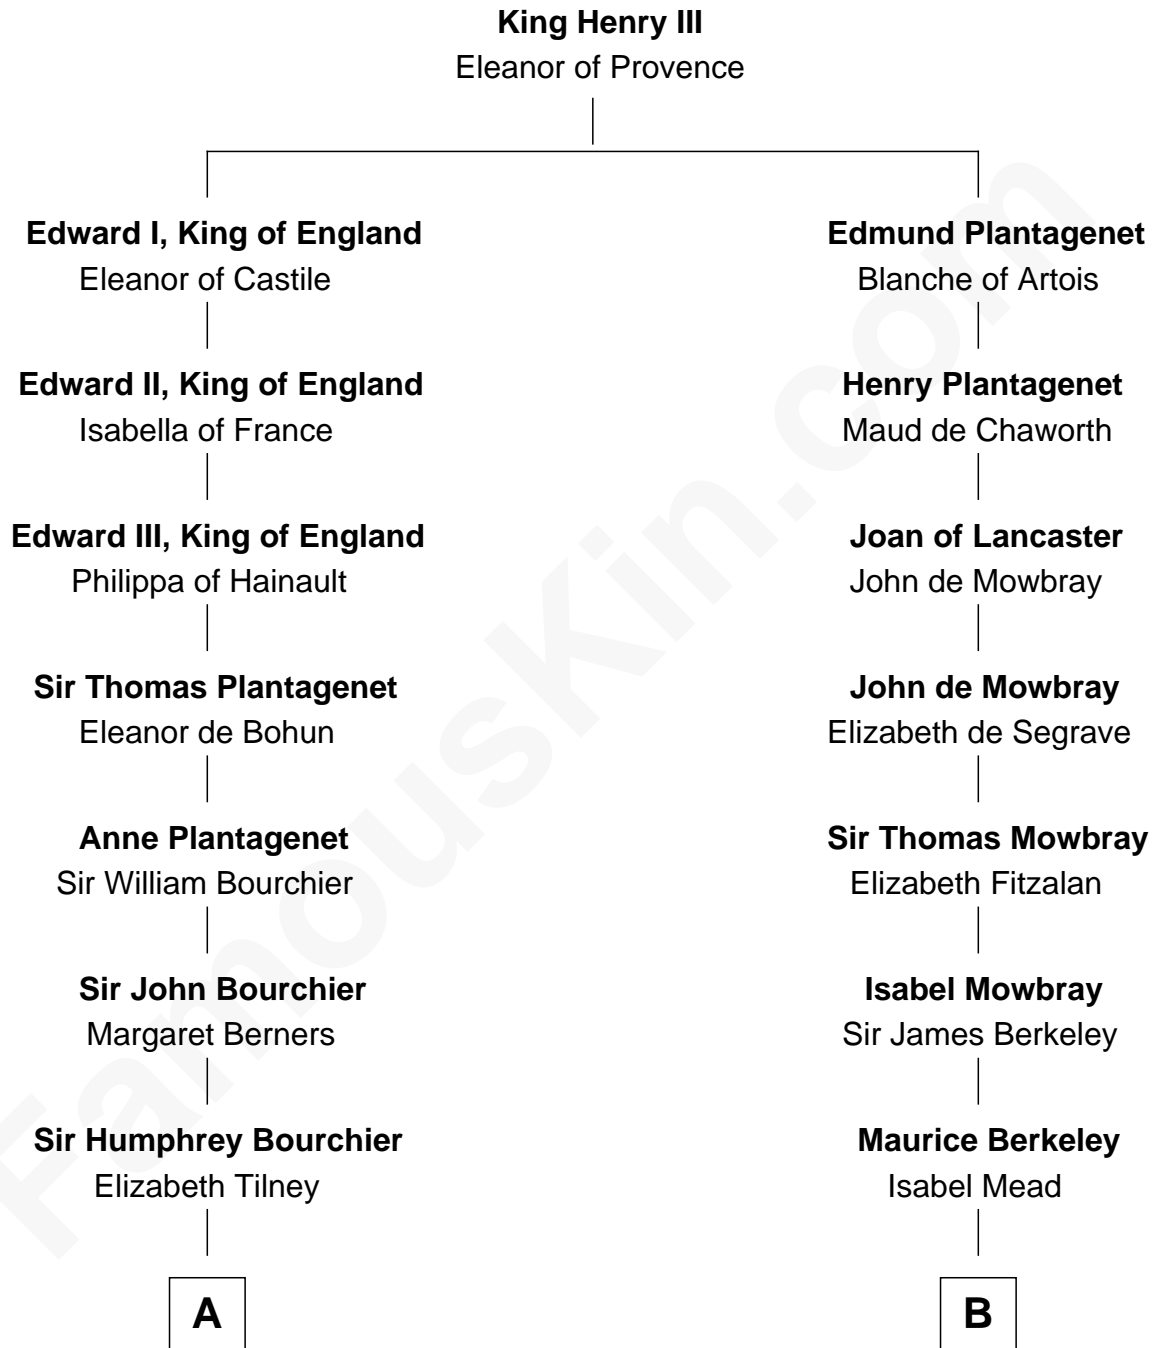 King Henry III
Eleanor of Provence
Edward I, King of England
Eleanor of Castile
Edward II, King of England
Isabella of France
Edward III, King of England
Philippa of Hainault
Sir Thomas Plantagenet
Eleanor de Bohun
Anne Plantagenet
Sir William Bourchier
Sir John Bourchier
Margaret Berners
Sir Humphrey Bourchier
Elizabeth Tilney
A
Edmund Plantagenet
Blanche of Artois
Henry Plantagenet
Maud de Chaworth
Joan of Lancaster
John de Mowbray
John de Mowbray
Elizabeth de Segrave
Sir Thomas Mowbray
Elizabeth Fitzalan
Isabel Mowbray
Sir James Berkeley
Maurice Berkeley
Isabel Mead
B
FamousKin.com